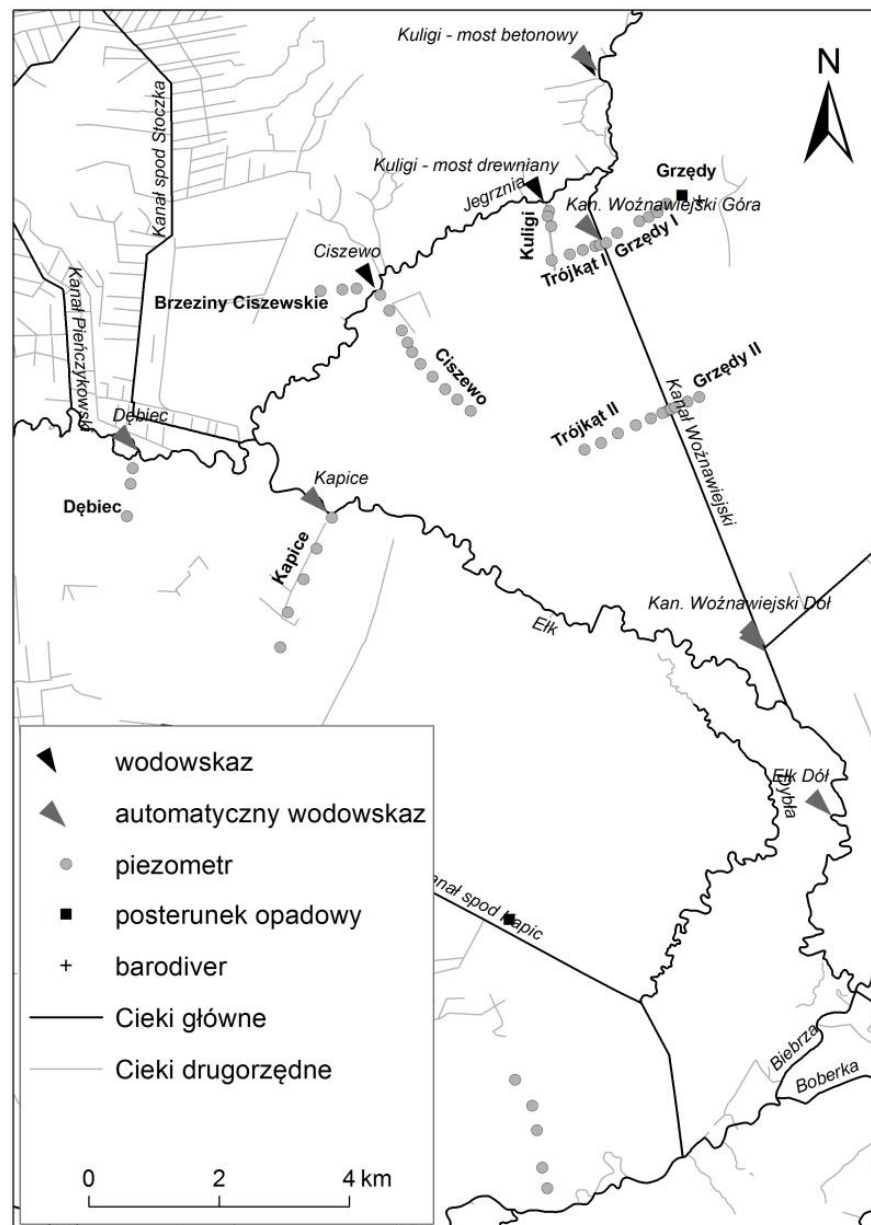 Kuligi - most betonowy
N
Kanał spod Stoczka
Kuligi - most drewniany
Grzędy
Jegrznia
Kan. Woźnawiejski Góra
Kuligi
Ciszewo
Trójkąt I
Grzędy I
Brzeziny Ciszewskie
Kanał Pieńczykowski
Ciszewo
Grzędy II
Dębiec
Trójkąt II
Kanał Woźnawiejski
Kapice
Dębiec
Kapice
Kan. Woźnawiejski Dół
Ełk
Ełk Dół
Dybła
wodowskaz
automatyczny wodowskaz
piezometr
posterunek opadowy
barodiver
Cieki główne
Cieki drugorzędne
0 2 4 km
anał spod Kapic
Biebrza
Boberka